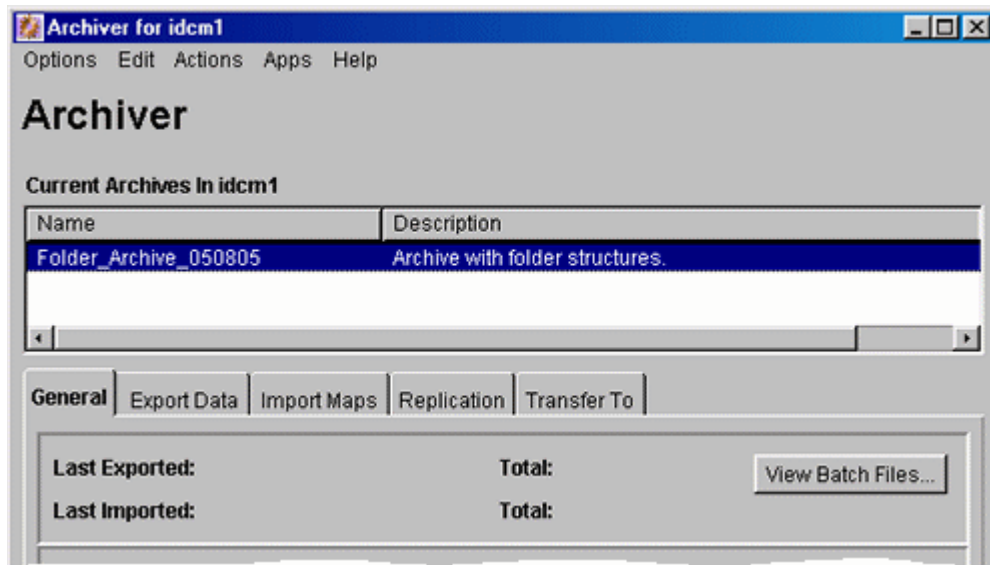 Archiver for idcm1
Options Edit Actions Apps Help
Archiver
Current Archives In idcm1
Name Description
Folder_Archive_050805 Archive with folder structures.
General Export Data Import Maps Replication Transfer To
Last Exported: Total: View Batch Files...
Last Imported: Total: